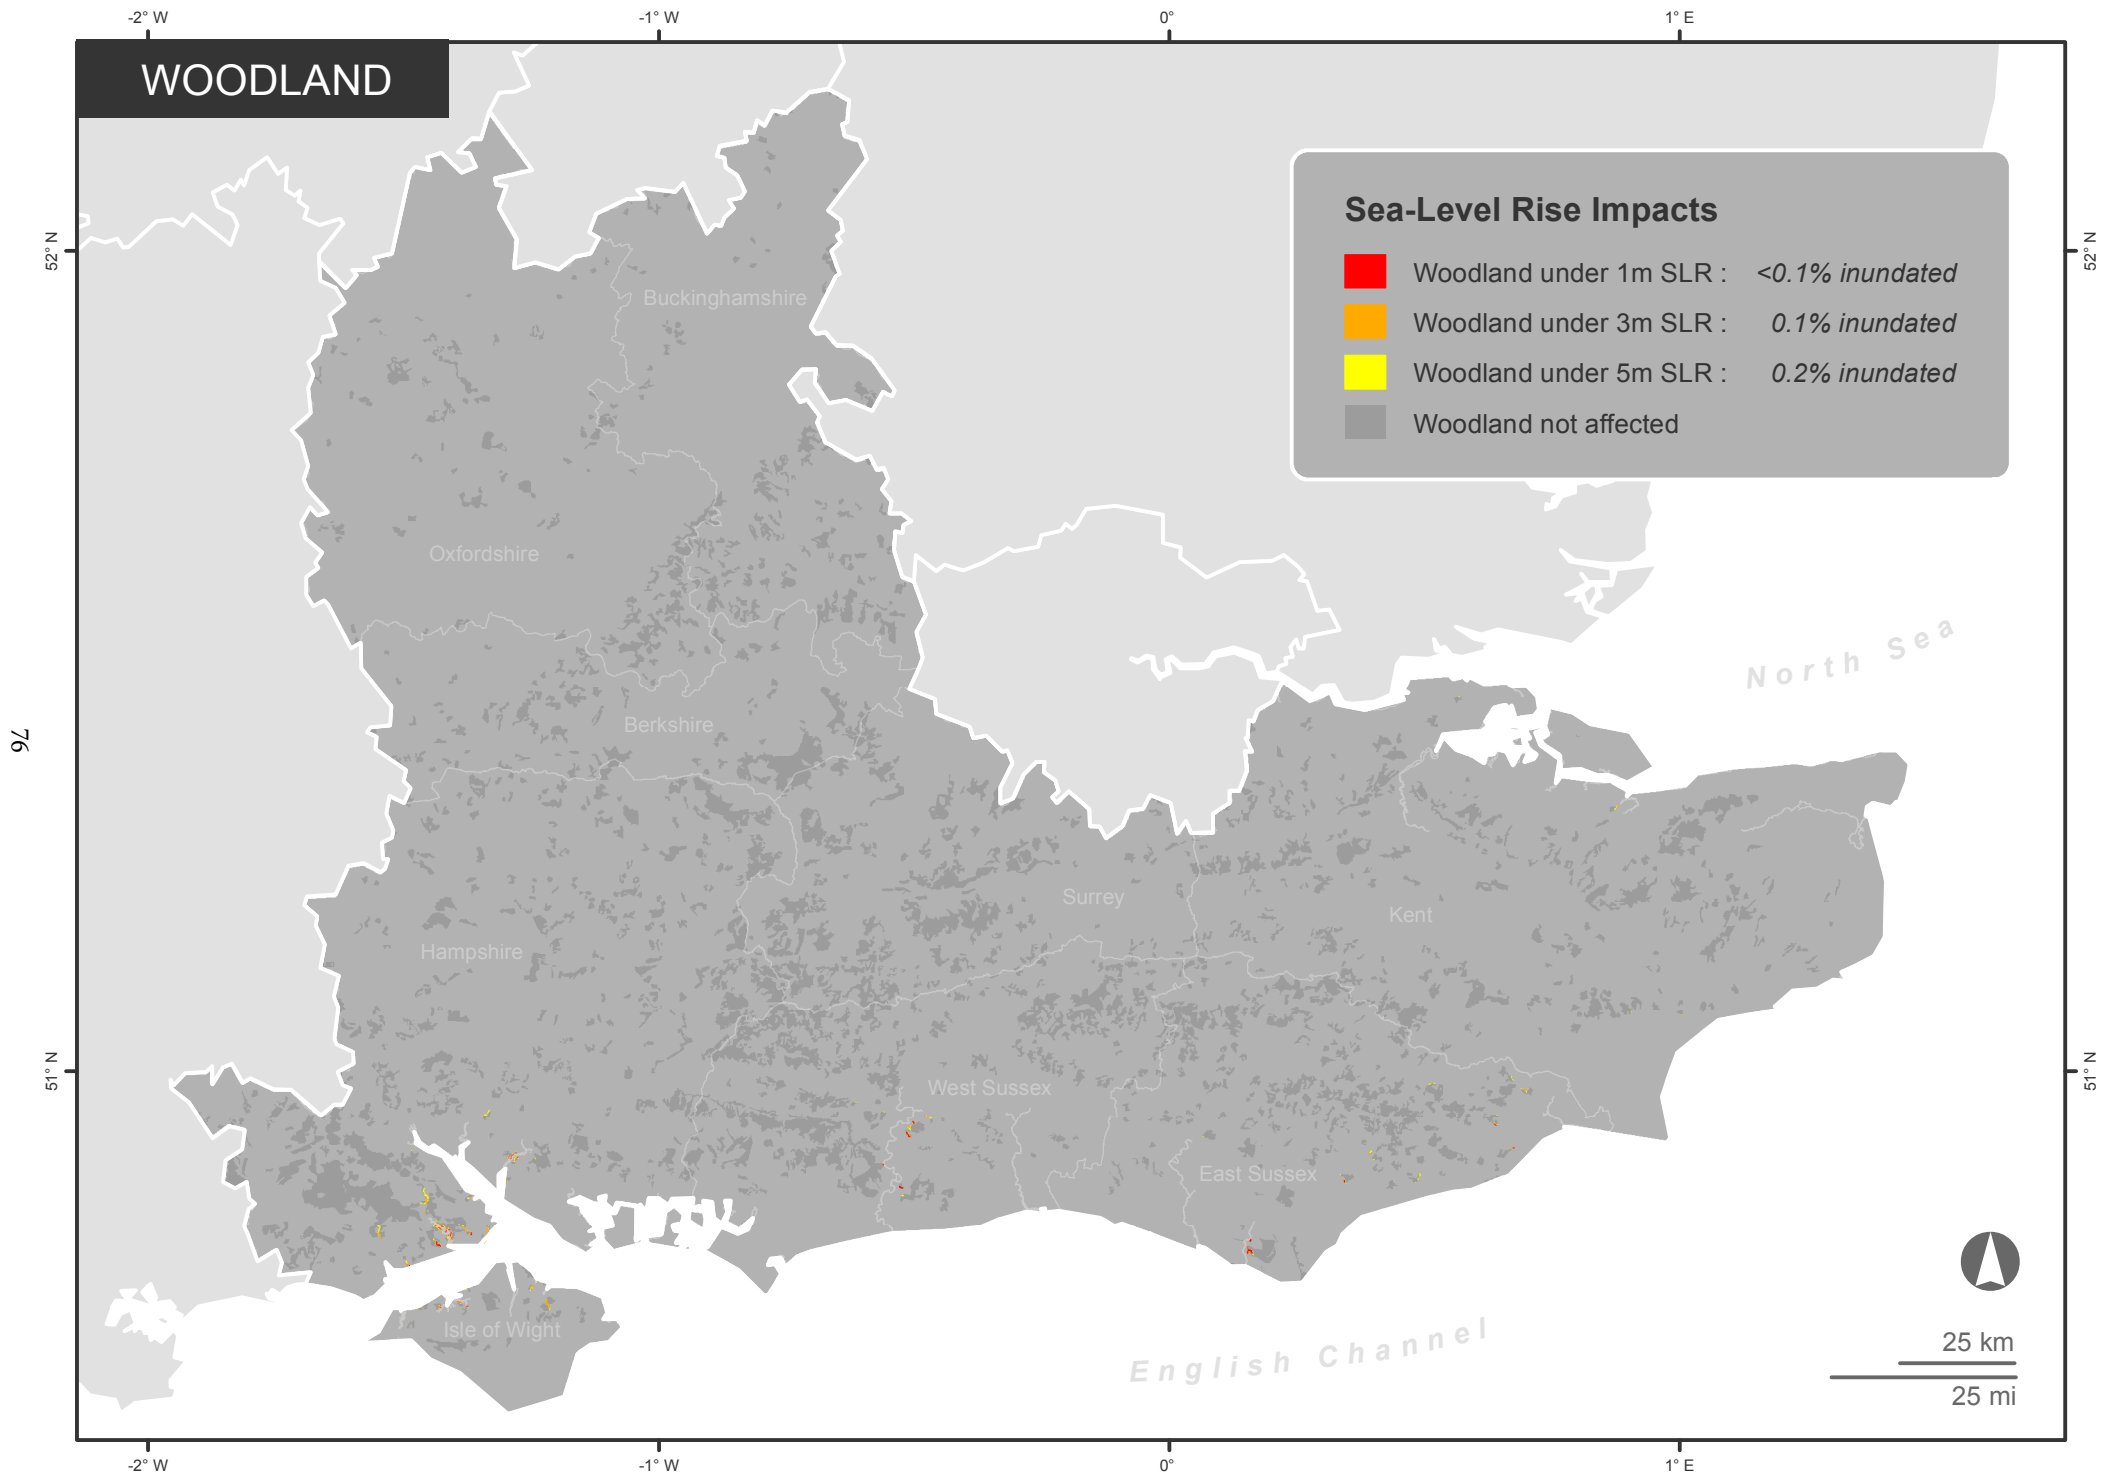 -2° W
-1° W
0°
1° E
WOODLAND
52° N
52° N
Sea-Level Rise Impacts
Woodland under 1m SLR : <0.1% inundated
Woodland under 3m SLR : 0.1% inundated
Woodland under 5m SLR : 0.2% inundated
Woodland not affected
Buckinghamshire
Oxfordshire
North Sea
Berkshire
76
Surrey
Kent
Hampshire
51° N
51° N
West Sussex
East Sussex
Isle of Wight
English Channel
25 km
25 mi
-2° W
-1° W
0°
1° E